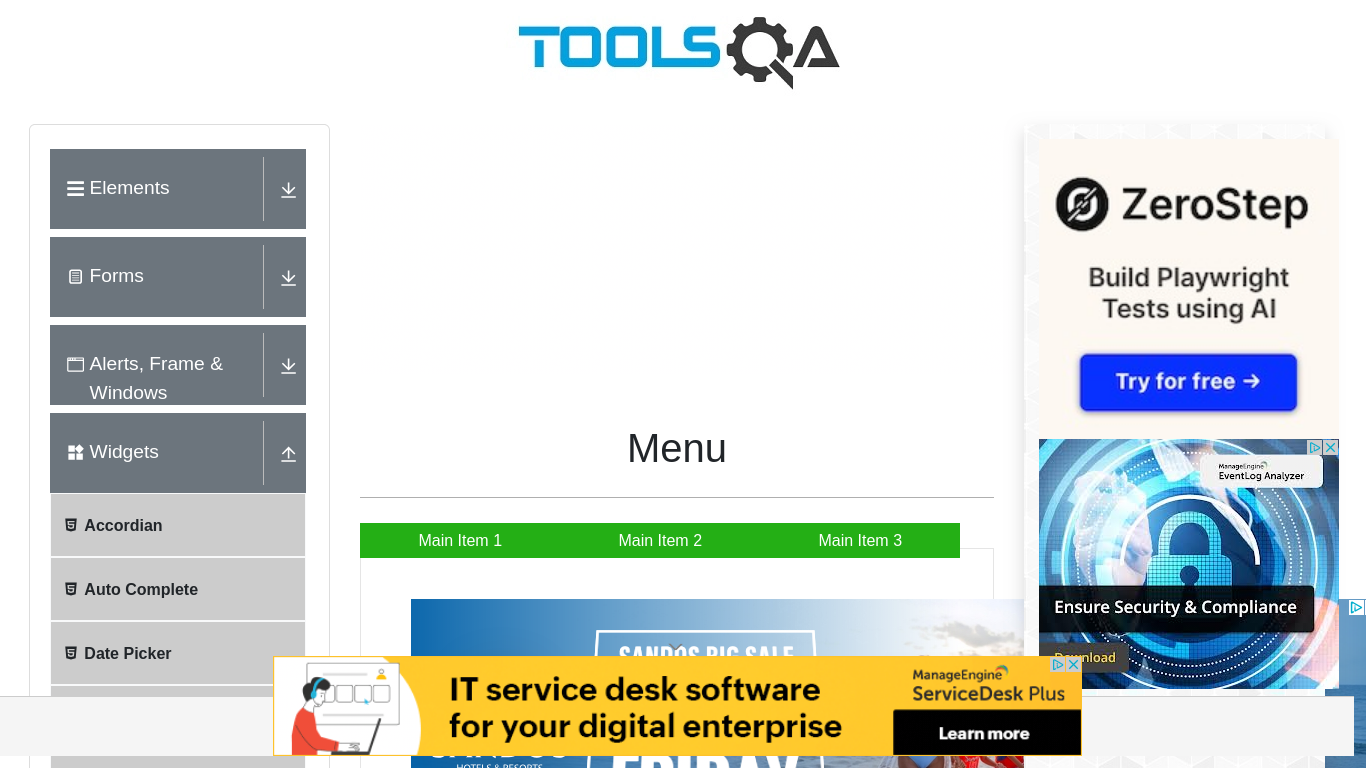 TOOLSQA
Elements
Forms
Alerts, Frame &
Windows
Widgets
Accordian
Auto Complete
Date Picker
Menu
Main Item 1
Main Item 2
Main Item 3
SANDOS BIG SALE
FRIDAY
HOTELS & RESORTS
IT service desk software
for your digital enterprise
ManageEngine
ServiceDesk Plus
Learn more
ZeroStep
Build Playwright
Tests using AI
Try for free →
ManageEngine
EventLog Analyzer
Ensure Security & Compliance
Download